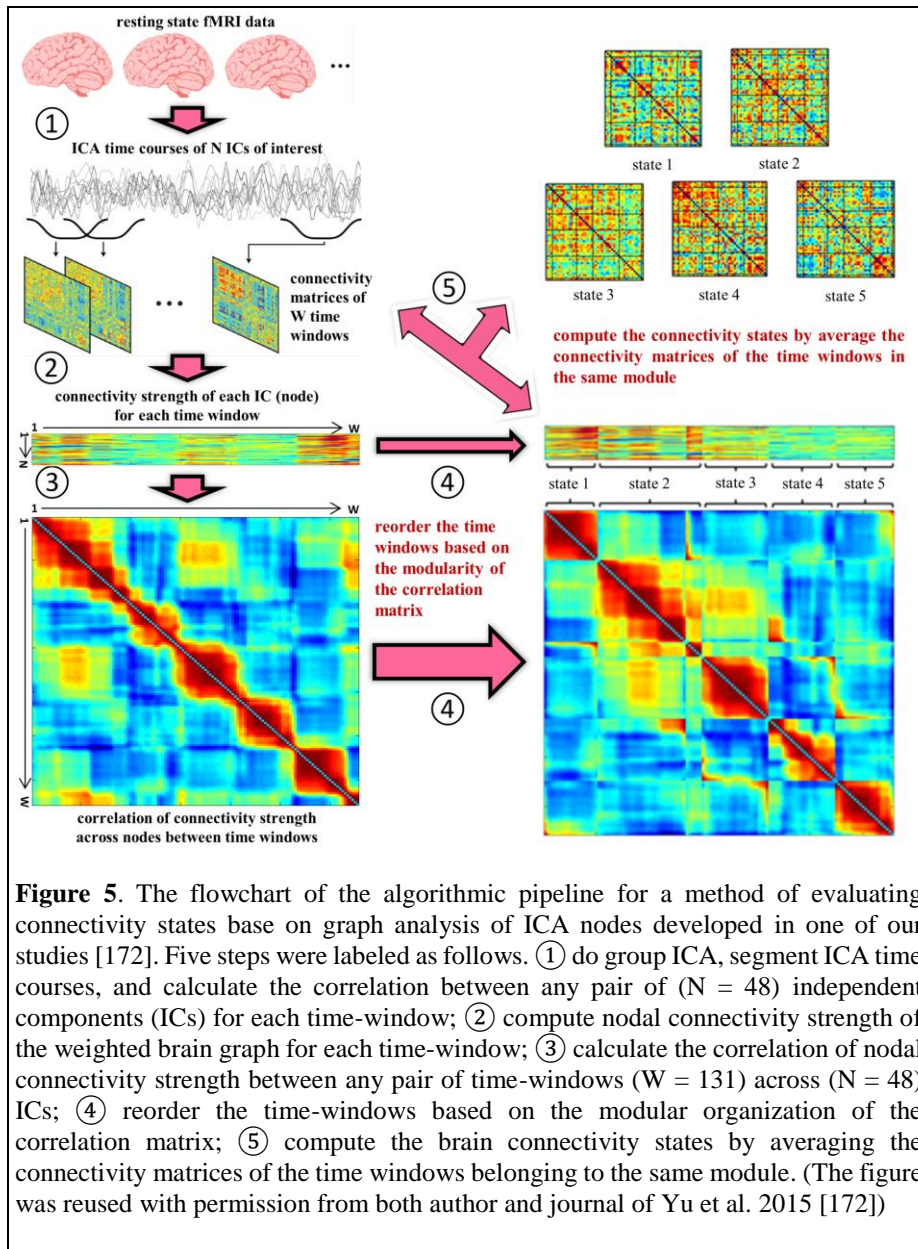 resting state fMRI data
...
①
ICA time courses of N ICs of interest
...
connectivity
matrices of
W time
windows
②
connectivity strength of each IC (node)
for each time window
1 W
1
N
③
④
1 W
1
W
correlation of connectivity strength
across nodes between time windows
reorder the time
windows based on
the modularity of
the correlation
matrix
④
⑤
state 1 state 2
state 3 state 4 state 5
compute the connectivity states by average the
connectivity matrices of the time windows in
the same module
state 1 state 2 state 3 state 4 state 5
Figure 5. The flowchart of the algorithmic pipeline for a method of evaluating
connectivity states base on graph analysis of ICA nodes developed in one of our
studies [172]. Five steps were labeled as follows. ① do group ICA, segment ICA time
courses, and calculate the correlation between any pair of (N = 48) independent
components (ICs) for each time-window; ② compute nodal connectivity strength of
the weighted brain graph for each time-window; ③ calculate the correlation of nodal
connectivity strength between any pair of time-windows (W = 131) across (N = 48)
ICs; ④ reorder the time-windows based on the modular organization of the
correlation matrix; ⑤ compute the brain connectivity states by averaging the
connectivity matrices of the time windows belonging to the same module. (The figure
was reused with permission from both author and journal of Yu et al. 2015 [172])